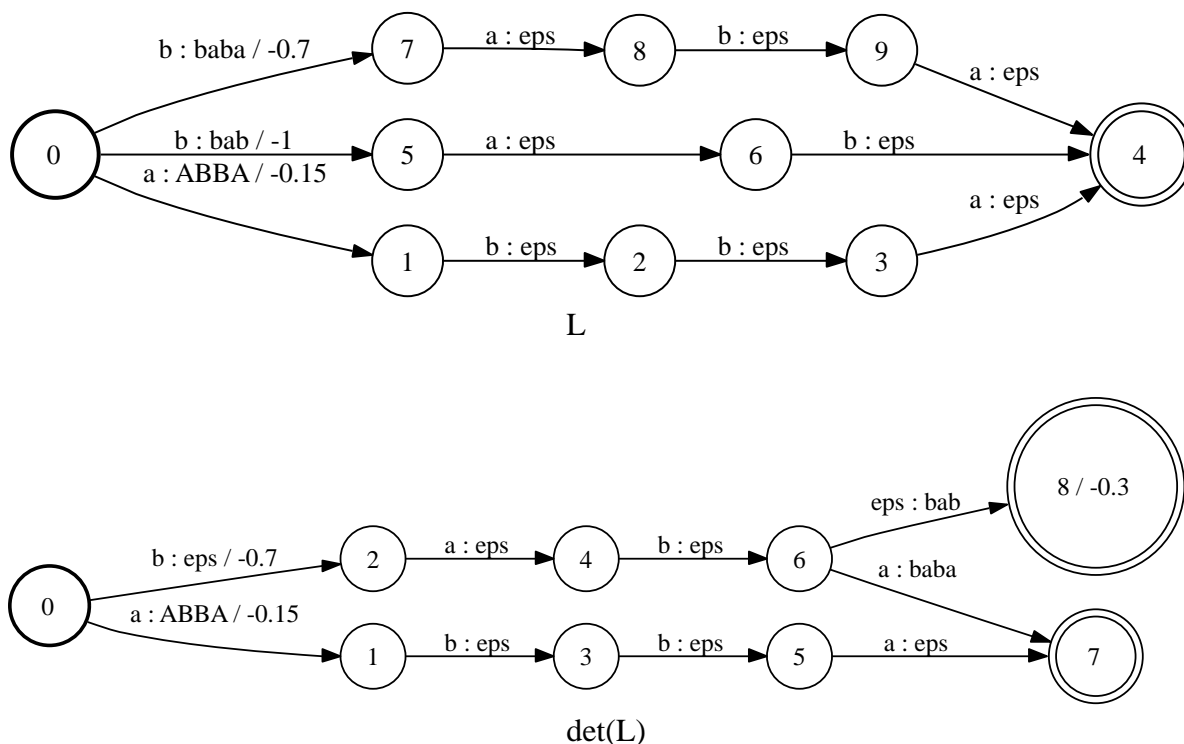 b : baba / -0.7
7
a : eps
8
b : eps
9
a : eps
0
b : bab / -1
5
a : eps
6
b : eps
4
a : ABBA / -0.15
1
b : eps
2
b : eps
3
a : eps
L
0
b : eps / -0.7
2
a : eps
4
b : eps
6
eps : bab
8 / -0.3
a : baba
a : ABBA / -0.15
1
b : eps
3
b : eps
5
a : eps
7
det(L)